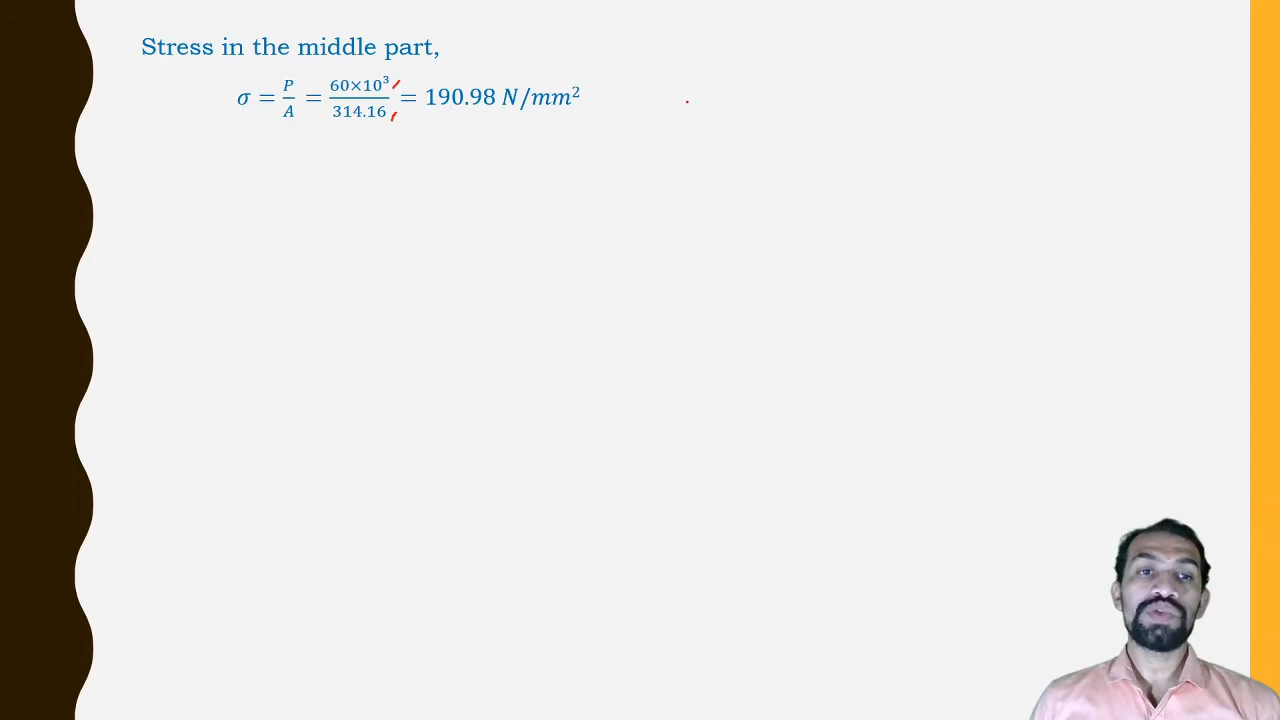 Stress in the middle part,
σ = P/A = 60×10³/314.16 = 190.98 N/mm²